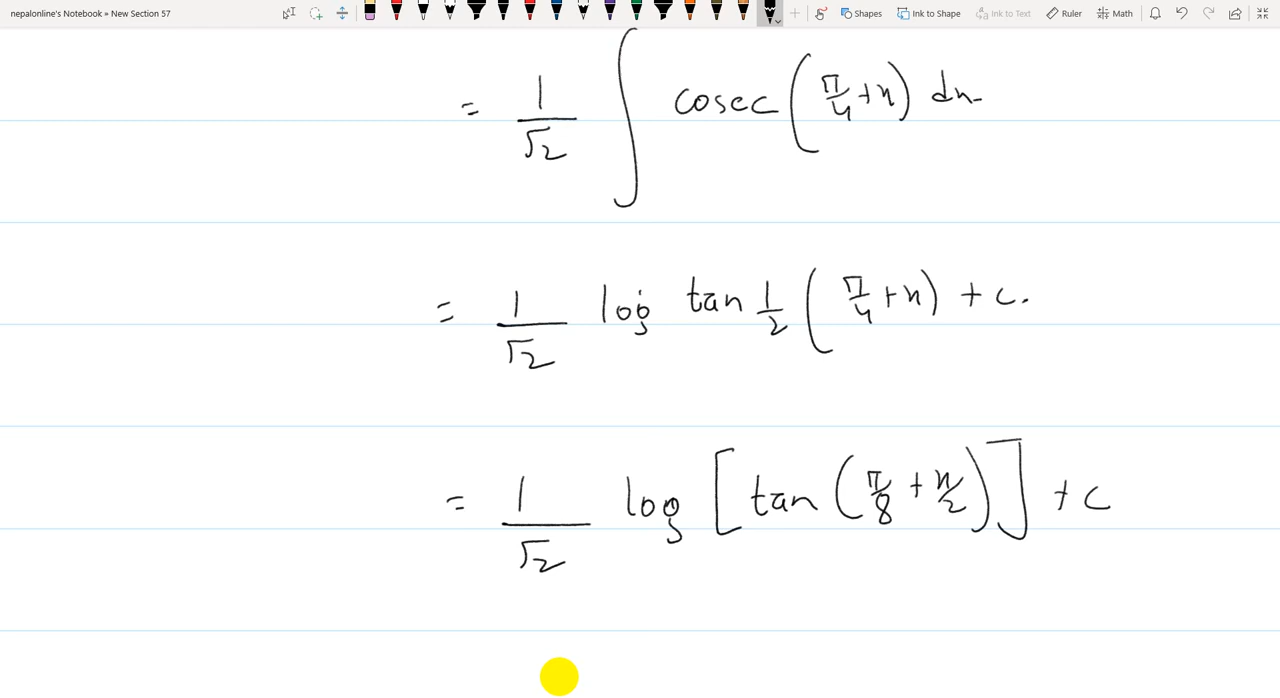 nepalonline's Notebook » New Section 57
Shapes Ink to Shape Ink to Text Ruler Math
= 1/√2 ∫ cosec (π/4 + x) dx
= 1/√2 log tan 1/2 (π/4 + x) + c.
= 1/√2 log [tan (π/8 + x/2)] + c